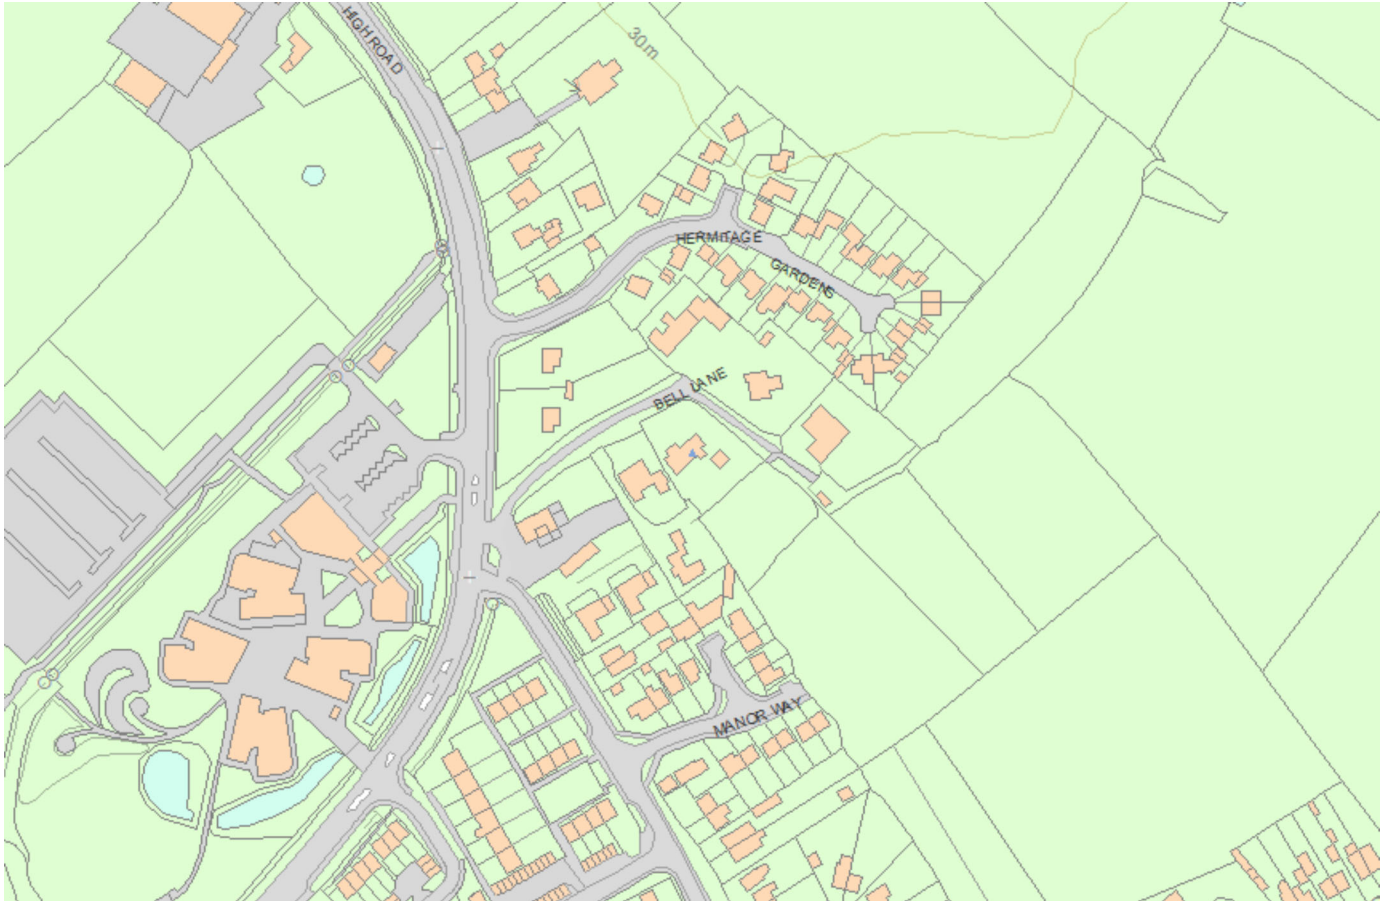 HIGH ROAD
30m
HERMITAGE
GARDENS
BELL LANE
MANOR WAY